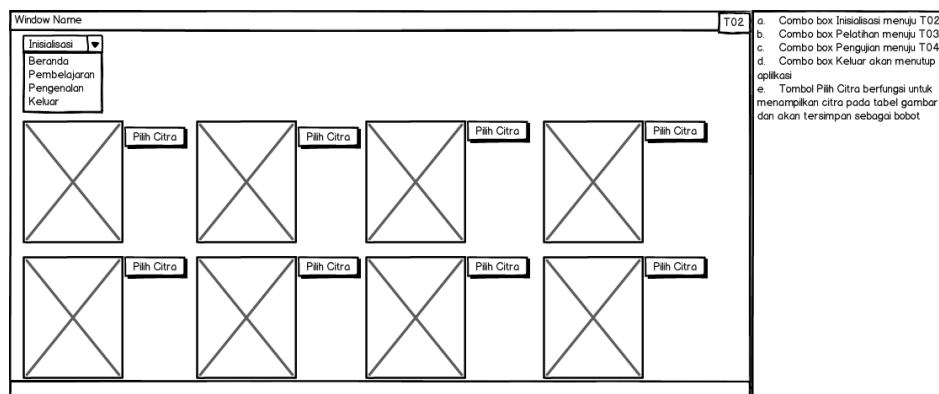 Window Name
T02
Inisialisasi
Beranda
Pembelajaran
Pengenalan
Keluar
Pilih Citra
Pilih Citra
Pilih Citra
Pilih Citra
Pilih Citra
Pilih Citra
Pilih Citra
Pilih Citra
a. Combo box Inisialisasi menuju T02
b. Combo box Pelatihan menuju T03
c. Combo box Pengujian menuju T04
d. Combo box Keluar akan menutup
aplikasi
e. Tombol Pilih Citra berfungsi untuk
menampilkan citra pada tabel gambar
dan akan tersimpan sebagai bobot